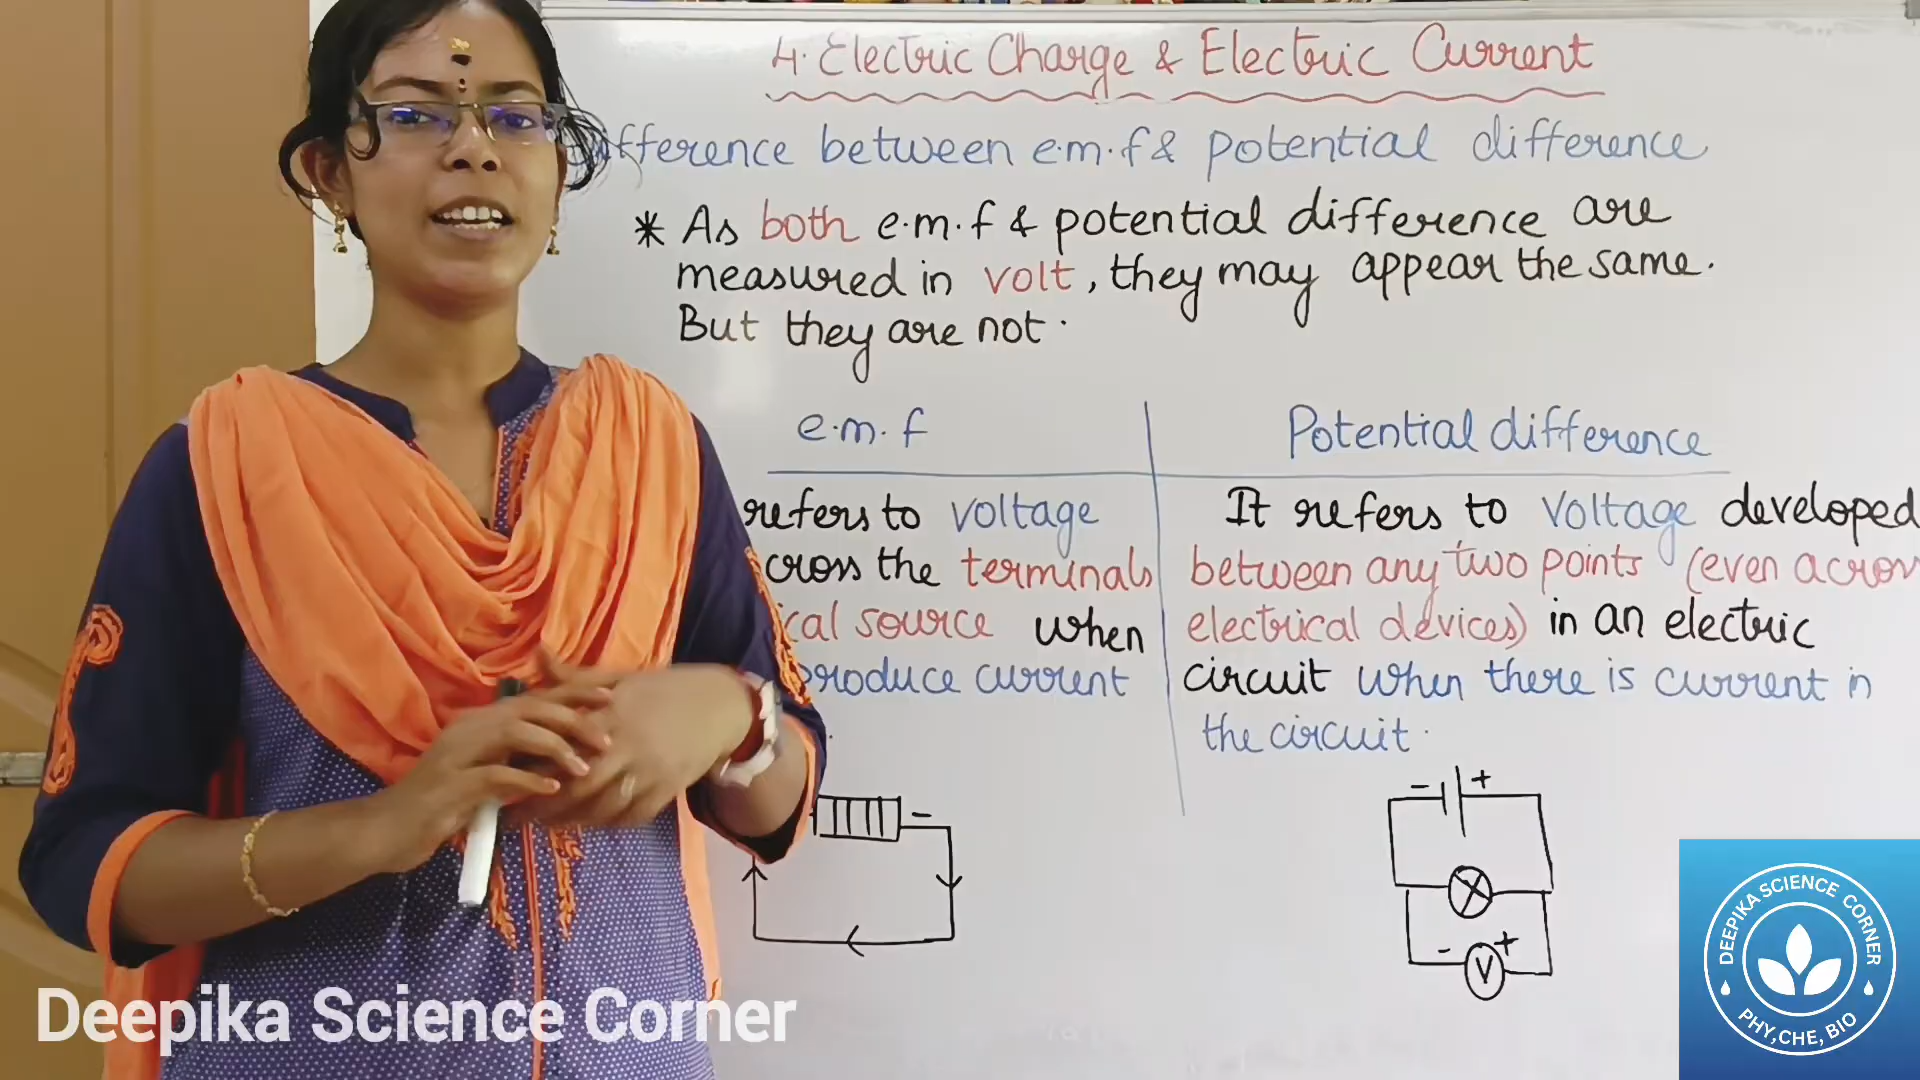 4. Electric Charge & Electric Current
ifference between e.m.f & potential difference
* As both e.m.f & potential difference are
measured in volt, they may appear the same.
But they are not.
e.m.f
Potential difference
refers to voltage
cross the terminals
ical source when
produce current
It refers to Voltage developed
between any two points (even across
electrical devices) in an electric
circuit when there is current in
the circuit.
-
- +
- +
V
Deepika Science Corner
DEEPIKA SCIENCE CORNER
PHY,CHE, BIO